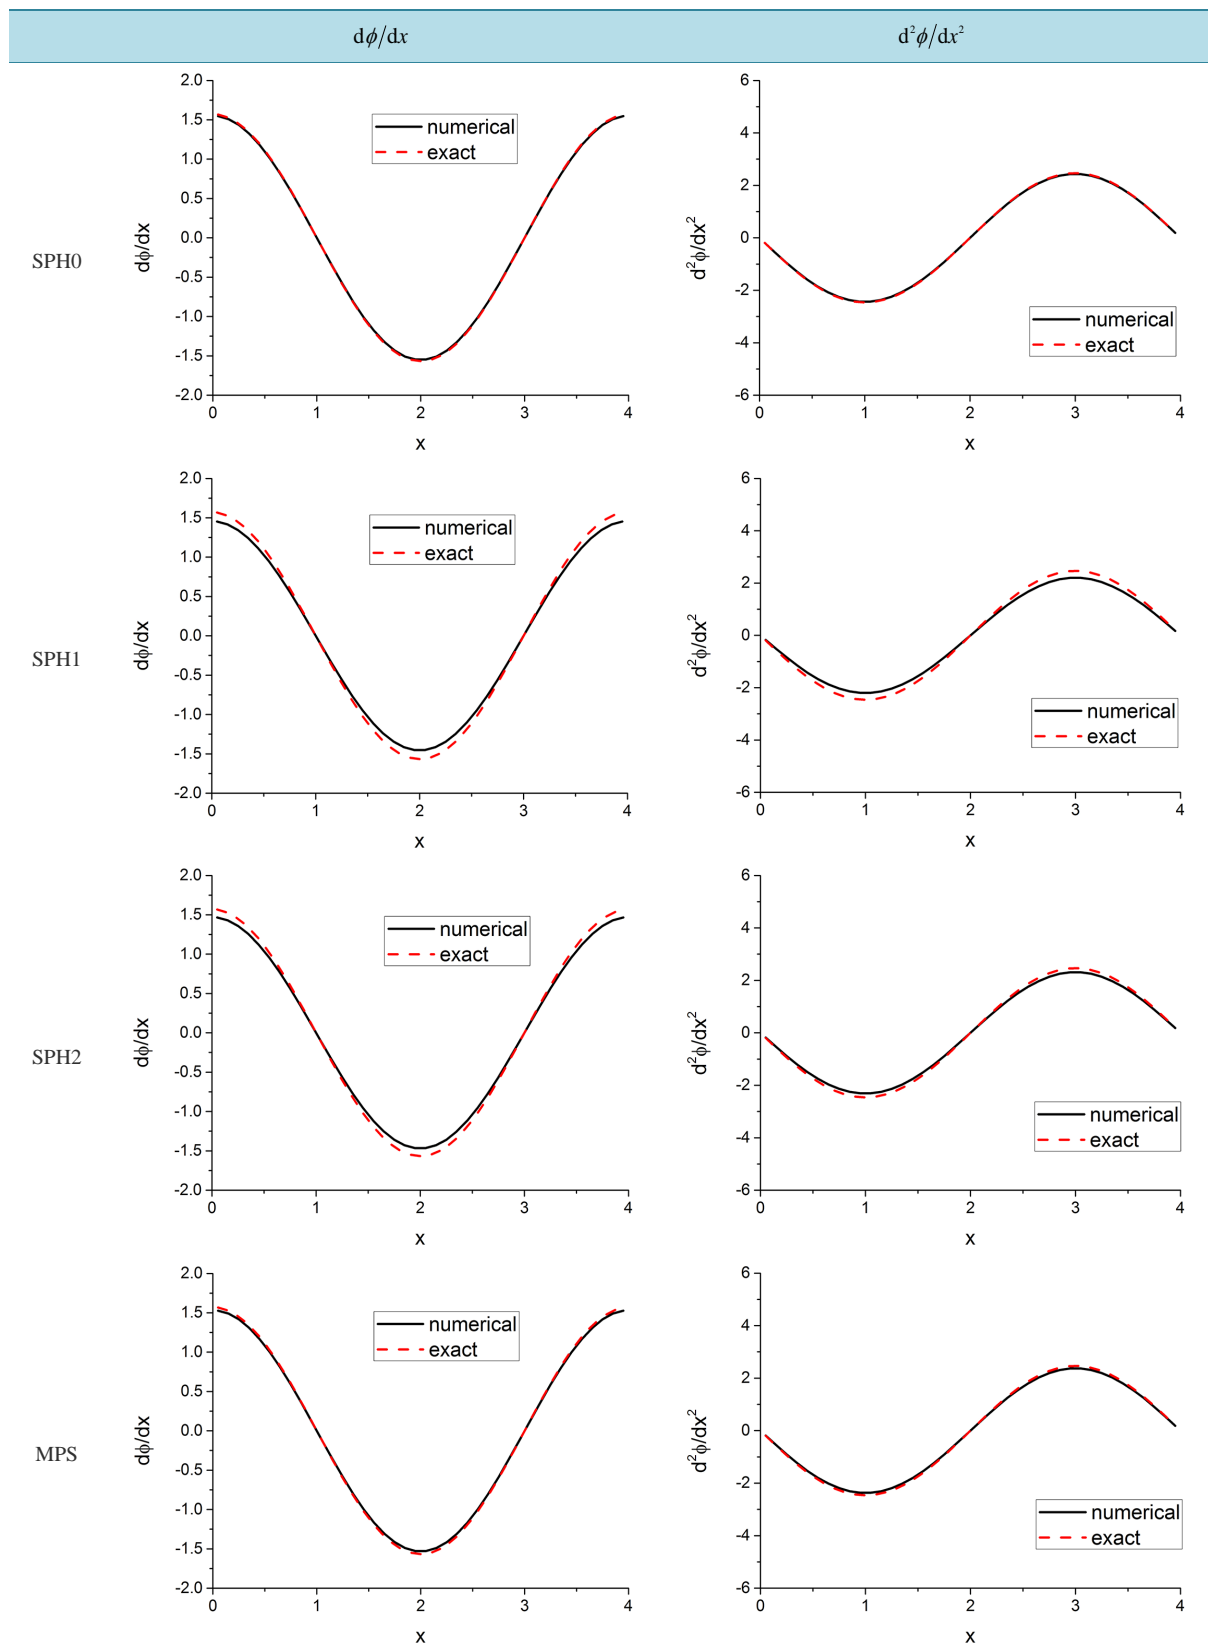 dϕ/dx d²ϕ/dx²
SPH0
2.0
1.5
1.0
0.5
0.0
-0.5
-1.0
-1.5
-2.0
dϕ/dx
numerical
exact
0 1 2 3 4
x
6
4
2
0
-2
-4
-6
d²ϕ/dx²
numerical
exact
0 1 2 3 4
x
SPH1
2.0
1.5
1.0
0.5
0.0
-0.5
-1.0
-1.5
-2.0
dϕ/dx
numerical
exact
0 1 2 3 4
x
6
4
2
0
-2
-4
-6
d²ϕ/dx²
numerical
exact
0 1 2 3 4
x
SPH2
2.0
1.5
1.0
0.5
0.0
-0.5
-1.0
-1.5
-2.0
dϕ/dx
numerical
exact
0 1 2 3 4
x
6
4
2
0
-2
-4
-6
d²ϕ/dx²
numerical
exact
0 1 2 3 4
x
MPS
2.0
1.5
1.0
0.5
0.0
-0.5
-1.0
-1.5
-2.0
dϕ/dx
numerical
exact
0 1 2 3 4
x
6
4
2
0
-2
-4
-6
d²ϕ/dx²
numerical
exact
0 1 2 3 4
x